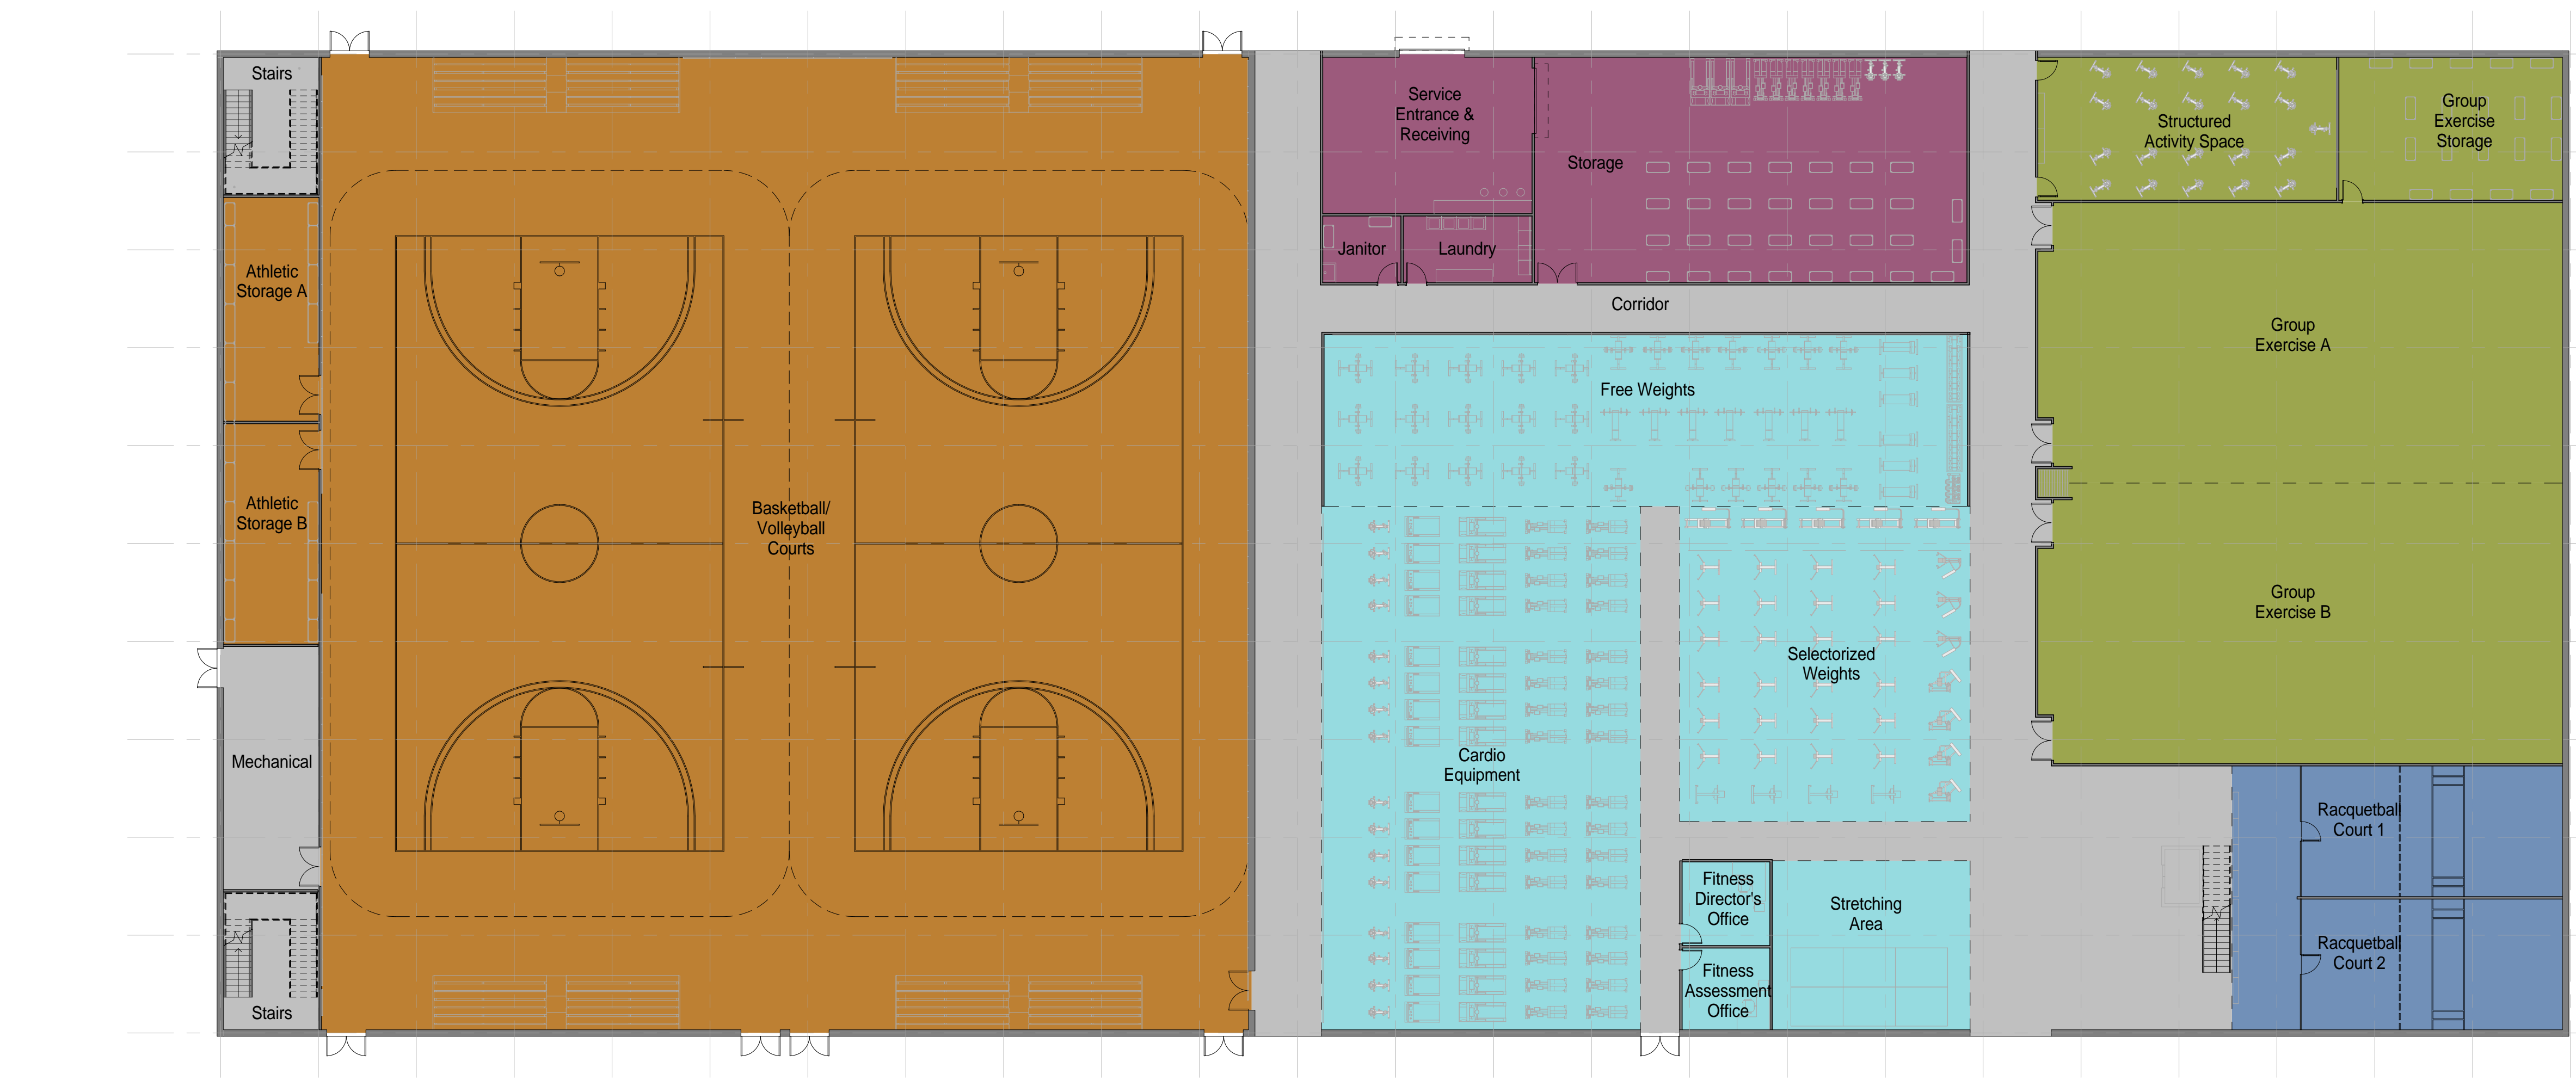 Stairs
Athletic
Storage A
Athletic
Storage B
Mechanical
Stairs
Basketball/
Volleyball
Courts
Service
Entrance &
Receiving
Storage
Janitor
Laundry
Corridor
Free Weights
Cardio
Equipment
Selectorized
Weights
Fitness
Director's
Office
Fitness
Assessment
Office
Stretching
Area
Structured
Activity Space
Group
Exercise
Storage
Group
Exercise A
Group
Exercise B
Racquetball
Court 1
Racquetball
Court 2